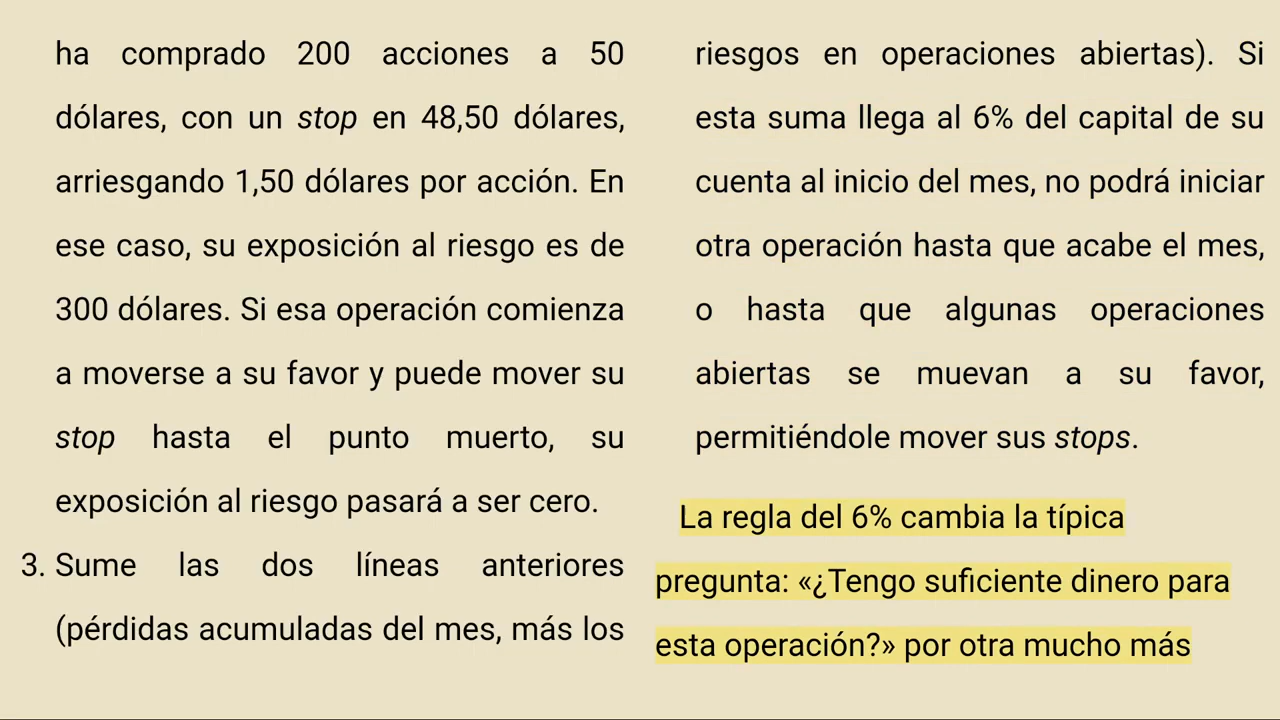 ha comprado 200 acciones a 50
dólares, con un stop en 48,50 dólares,
arriesgando 1,50 dólares por acción. En
ese caso, su exposición al riesgo es de
300 dólares. Si esa operación comienza
a moverse a su favor y puede mover su
stop hasta el punto muerto, su
exposición al riesgo pasará a ser cero.
3. Sume las dos líneas anteriores
(pérdidas acumuladas del mes, más los
riesgos en operaciones abiertas). Si
esta suma llega al 6% del capital de su
cuenta al inicio del mes, no podrá iniciar
otra operación hasta que acabe el mes,
o hasta que algunas operaciones
abiertas se muevan a su favor,
permitiéndole mover sus stops.
La regla del 6% cambia la típica
pregunta: «¿Tengo suficiente dinero para
esta operación?» por otra mucho más